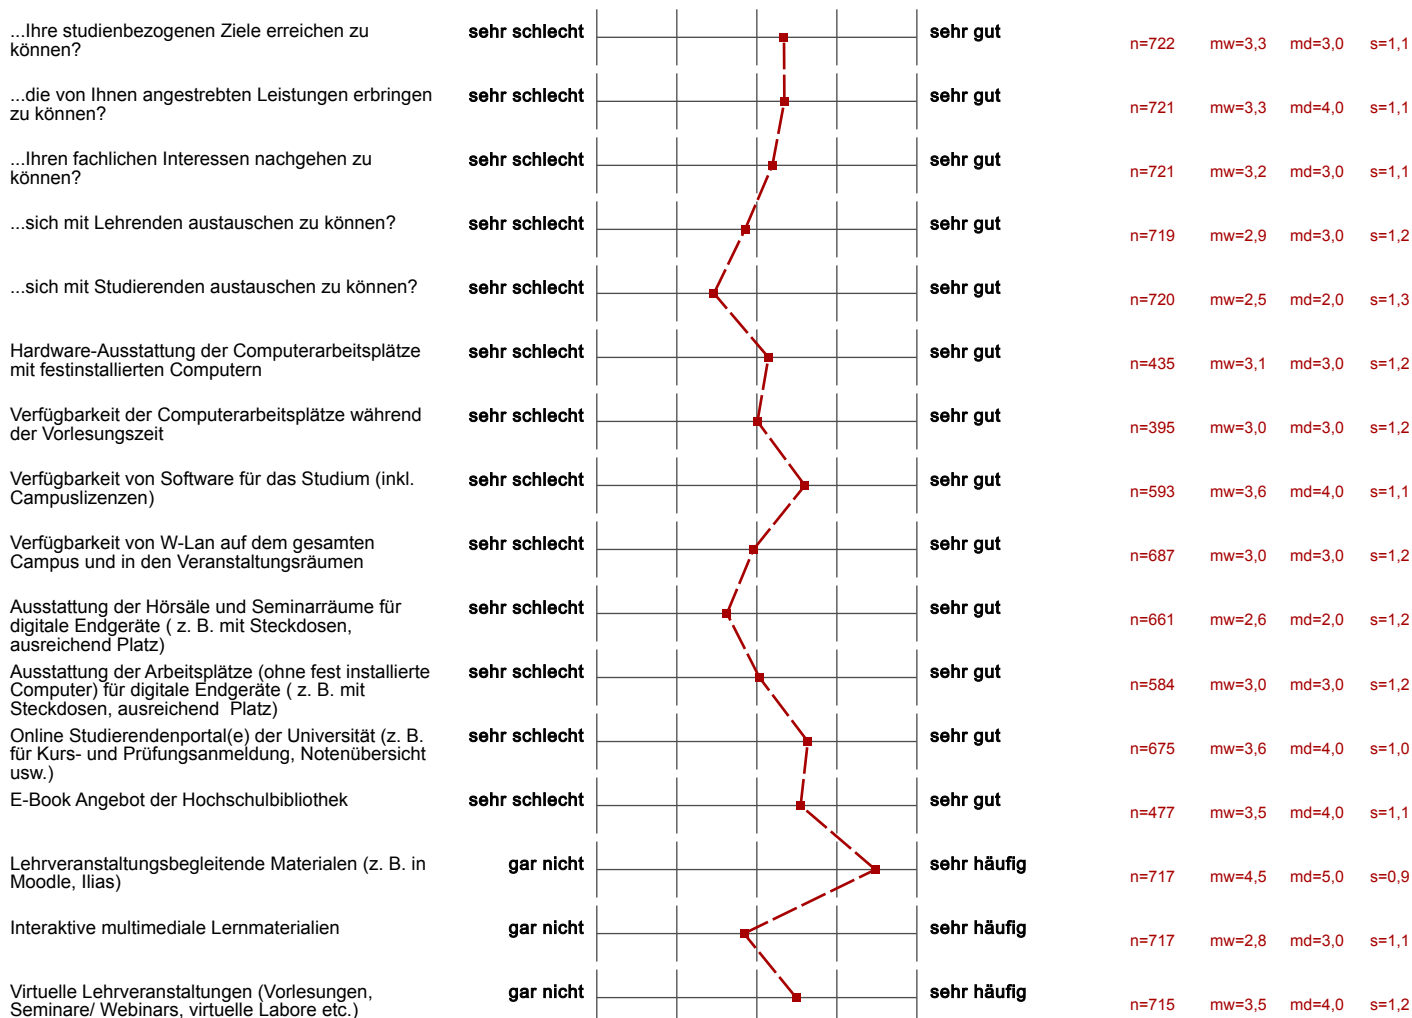 ...Ihre studienbezogenen Ziele erreichen zu
können?
sehr schlecht
sehr gut
n=722 mw=3,3 md=3,0 s=1,1
...die von Ihnen angestrebten Leistungen erbringen
zu können?
sehr schlecht
sehr gut
n=721 mw=3,3 md=4,0 s=1,1
...Ihren fachlichen Interessen nachgehen zu
können?
sehr schlecht
sehr gut
n=721 mw=3,2 md=3,0 s=1,1
...sich mit Lehrenden austauschen zu können?
sehr schlecht
sehr gut
n=719 mw=2,9 md=3,0 s=1,2
...sich mit Studierenden austauschen zu können?
sehr schlecht
sehr gut
n=720 mw=2,5 md=2,0 s=1,3
Hardware-Ausstattung der Computerarbeitsplätze
mit festinstallierten Computern
sehr schlecht
sehr gut
n=435 mw=3,1 md=3,0 s=1,2
Verfügbarkeit der Computerarbeitsplätze während
der Vorlesungszeit
sehr schlecht
sehr gut
n=395 mw=3,0 md=3,0 s=1,2
Verfügbarkeit von Software für das Studium (inkl.
Campuslizenzen)
sehr schlecht
sehr gut
n=593 mw=3,6 md=4,0 s=1,1
Verfügbarkeit von W-Lan auf dem gesamten
Campus und in den Veranstaltungsräumen
sehr schlecht
sehr gut
n=687 mw=3,0 md=3,0 s=1,2
Ausstattung der Hörsäle und Seminarräume für
digitale Endgeräte ( z. B. mit Steckdosen,
ausreichend Platz)
sehr schlecht
sehr gut
n=661 mw=2,6 md=2,0 s=1,2
Ausstattung der Arbeitsplätze (ohne fest installierte
Computer) für digitale Endgeräte ( z. B. mit
Steckdosen, ausreichend Platz)
sehr schlecht
sehr gut
n=584 mw=3,0 md=3,0 s=1,2
Online Studierendenportal(e) der Universität (z. B.
für Kurs- und Prüfungsanmeldung, Notenübersicht
usw.)
sehr schlecht
sehr gut
n=675 mw=3,6 md=4,0 s=1,0
E-Book Angebot der Hochschulbibliothek
sehr schlecht
sehr gut
n=477 mw=3,5 md=4,0 s=1,1
Lehrveranstaltungsbegleitende Materialen (z. B. in
Moodle, Ilias)
gar nicht
sehr häufig
n=717 mw=4,5 md=5,0 s=0,9
Interaktive multimediale Lernmaterialien
gar nicht
sehr häufig
n=717 mw=2,8 md=3,0 s=1,1
Virtuelle Lehrveranstaltungen (Vorlesungen,
Seminare/ Webinars, virtuelle Labore etc.)
gar nicht
sehr häufig
n=715 mw=3,5 md=4,0 s=1,2